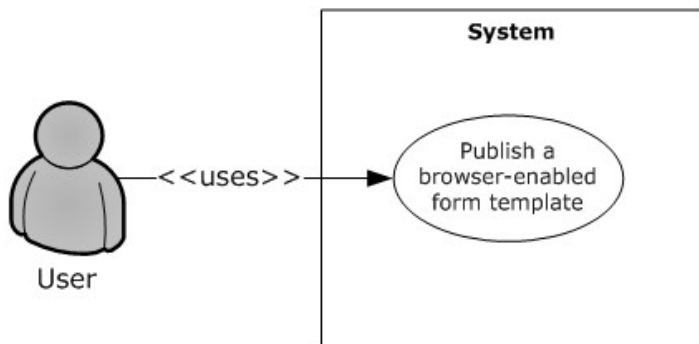 System
<<uses>>
Publish a
browser-enabled
form template
User